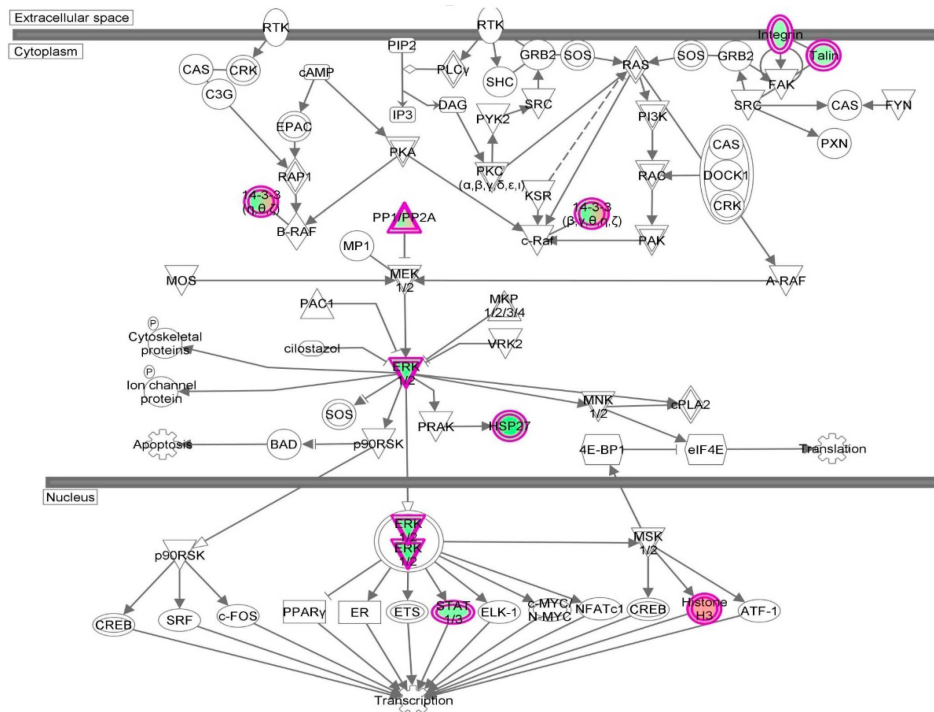 Extracellular space
Cytoplasm
RTK
RTK
Integrin
Talin
PIP2
GRB2
SOS
RAS
SOS
GRB2
CAS
CRK
cAMP
PLCγ
SHC
FAK
C3G
IP3
DAG
SRC
SRC
CAS
FYN
EPAC
PYK2
PI3K
PXN
PKA
CAS
RAP1
PKC
(α,β,γ,δ,ε,ι)
RAC
DOCK1
KSR
14-3-3
(η,θ,ζ)
PP1/PP2A
14-3-3
(β,γ,θ,η,ζ)
CRK
B-RAF
MP1
c-Raf
PAK
MOS
MEK
1/2
A-RAF
PAC1
MKP
1/2/3/4
P
Cytoskeletal
proteins
cilostazol
VRK2
P
Ion channel
protein
ERK
1/2
SOS
MNK
1/2
cPLA2
Apoptosis
BAD
p90RSK
PRAK
HSP27
4E-BP1
eIF4E
Translation
Nucleus
ERK
1/2
ERK
1/2
p90RSK
MSK
1/2
CREB
SRF
c-FOS
PPARγ
ER
ETS
STAT
1/3
ELK-1
c-MYC/
N-MYC
NFATc1
CREB
Histone
H3
ATF-1
Transcription